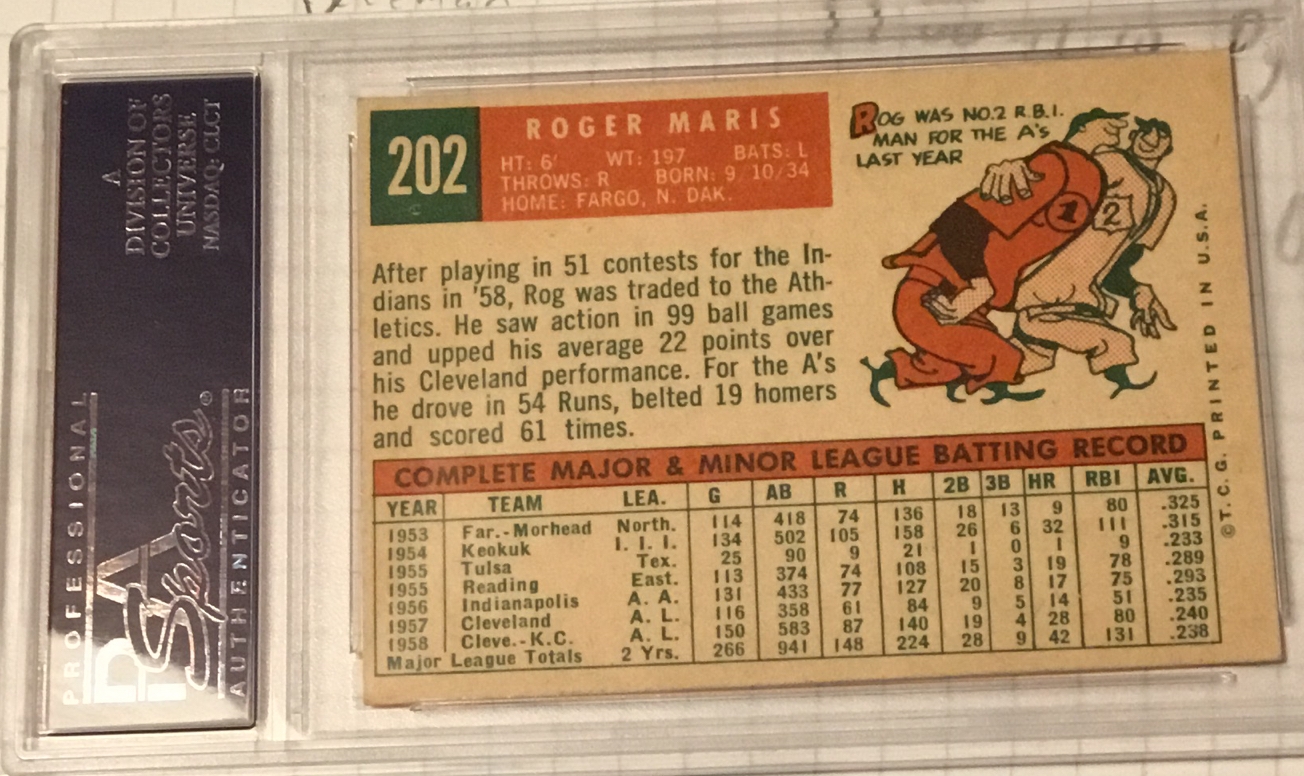 A
DIVISION OF
COLLECTORS
UNIVERSE
NASDAQ: CLCT
PROFESSIONAL
PSA
Sports®
AUTHENTICATOR
202
ROGER MARIS
HT: 6' WT: 197 BATS: L
THROWS: R BORN: 9/10/34
HOME: FARGO, N. DAK.
ROG WAS NO.2 R.B.I.
MAN FOR THE A's
LAST YEAR
1
2
After playing in 51 contests for the In-
dians in '58, Rog was traded to the Ath-
letics. He saw action in 99 ball games
and upped his average 22 points over
his Cleveland performance. For the A's
he drove in 54 Runs, belted 19 homers
and scored 61 times.
COMPLETE MAJOR & MINOR LEAGUE BATTING RECORD
YEAR TEAM LEA. G AB R H 2B 3B HR RBI AVG.
1953 Far.-Morhead North. 114 418 74 136 18 13 9 80 .325
1954 Keokuk I. I. I. 134 502 105 158 26 6 32 111 .315
1955 Tulsa Tex. 25 90 9 21 1 0 1 9 .233
1955 Reading East. 113 374 74 108 15 3 19 78 .289
1956 Indianapolis A. A. 131 433 77 127 20 8 17 75 .293
1957 Cleveland A. L. 116 358 61 84 9 5 14 51 .235
1958 Cleve.-K.C. A. L. 150 583 87 140 19 4 28 80 .240
Major League Totals 2 Yrs. 266 941 148 224 28 9 42 131 .238
©T.C.G. PRINTED IN U.S.A.